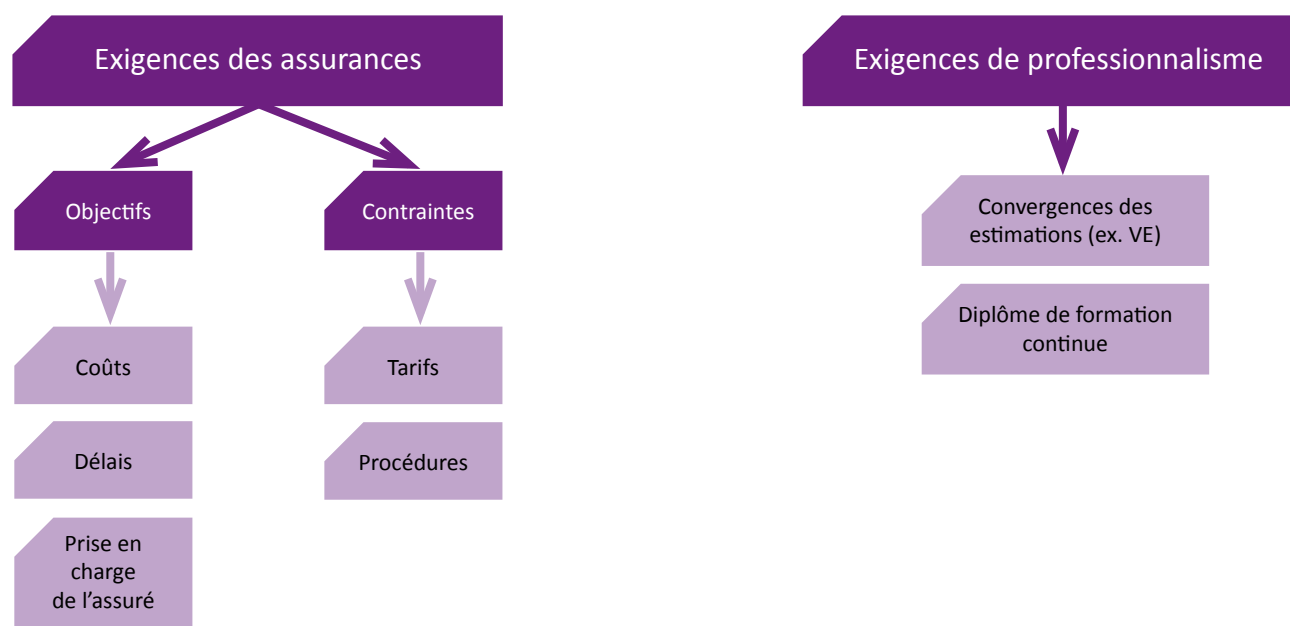 Exigences des assurances
Exigences de professionnalisme
Objectifs
Contraintes
Convergences des
estimations (ex. VE)
Diplôme de formation
continue
Coûts
Tarifs
Délais
Procédures
Prise en
charge
de l’assuré